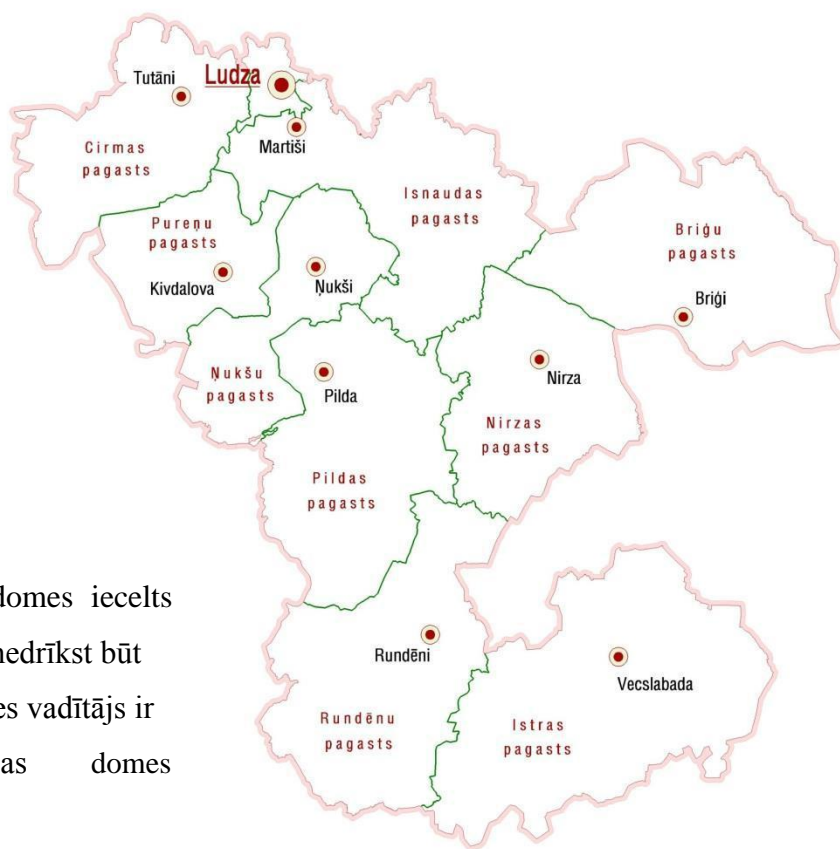 Tutāni
Ludza
Martiši
Cirmas
pagasts
Isnaudas
pagasts
Pureņu
pagasts
Briģu
pagasts
Kivdalova
Ņukši
Briģi
Ņukšu
pagasts
Pilda
Nirza
Nirzas
pagasts
Pildas
pagasts
domes iecelts
nedrīkst būt
es vadītājs ir
as domes
Rundēni
Vecslabada
Rundēnu
pagasts
Istras
pagasts